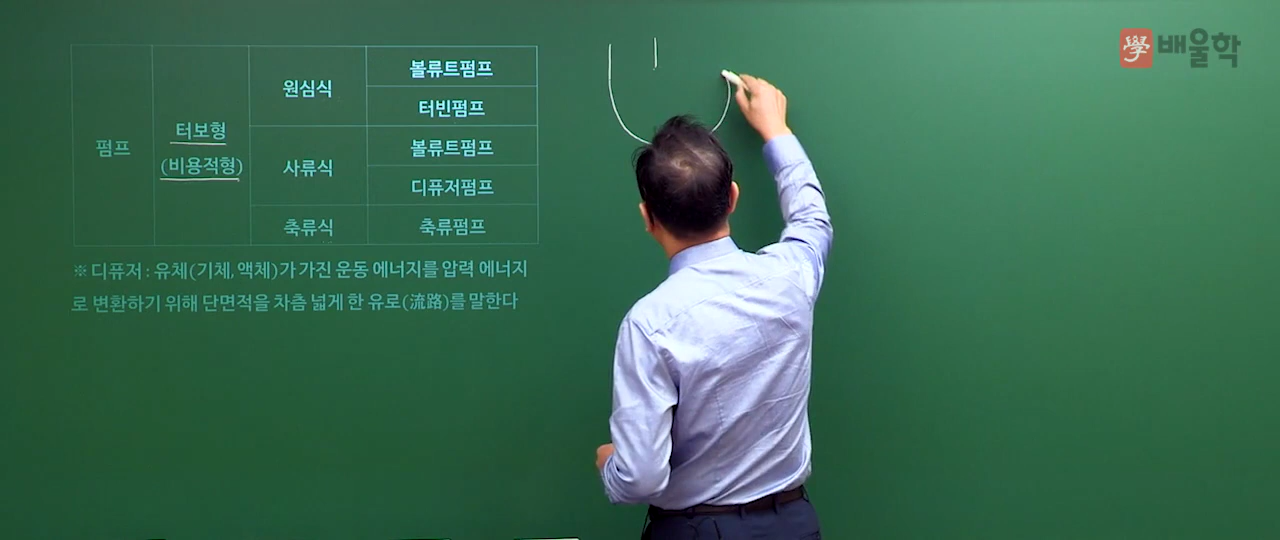 學 배울학
펌프
터보형
(비용적형)
원심식
볼류트펌프
터빈펌프
사류식
볼류트펌프
디퓨저펌프
축류식
축류펌프
※ 디퓨저 : 유체(기체, 액체)가 가진 운동 에너지를 압력 에너지
로 변환하기 위해 단면적을 차츰 넓게 한 유로(流路)를 말한다